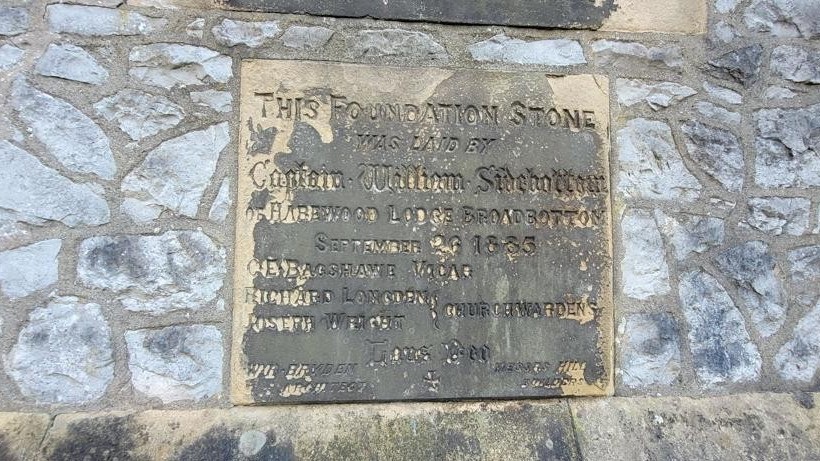 THIS FOUNDATION STONE
WAS LAID BY
Captain William Sidebottom
OF HAREWOOD LODGE BROADBOTTOM
SEPTEMBER 26 1885
C.E. BAGSHAWE VICAR
RICHARD LONGDEN
JOSEPH WRIGHT
CHURCHWARDENS
Laus Deo
BRYDEN
MESSRS HILL
BUILDERS